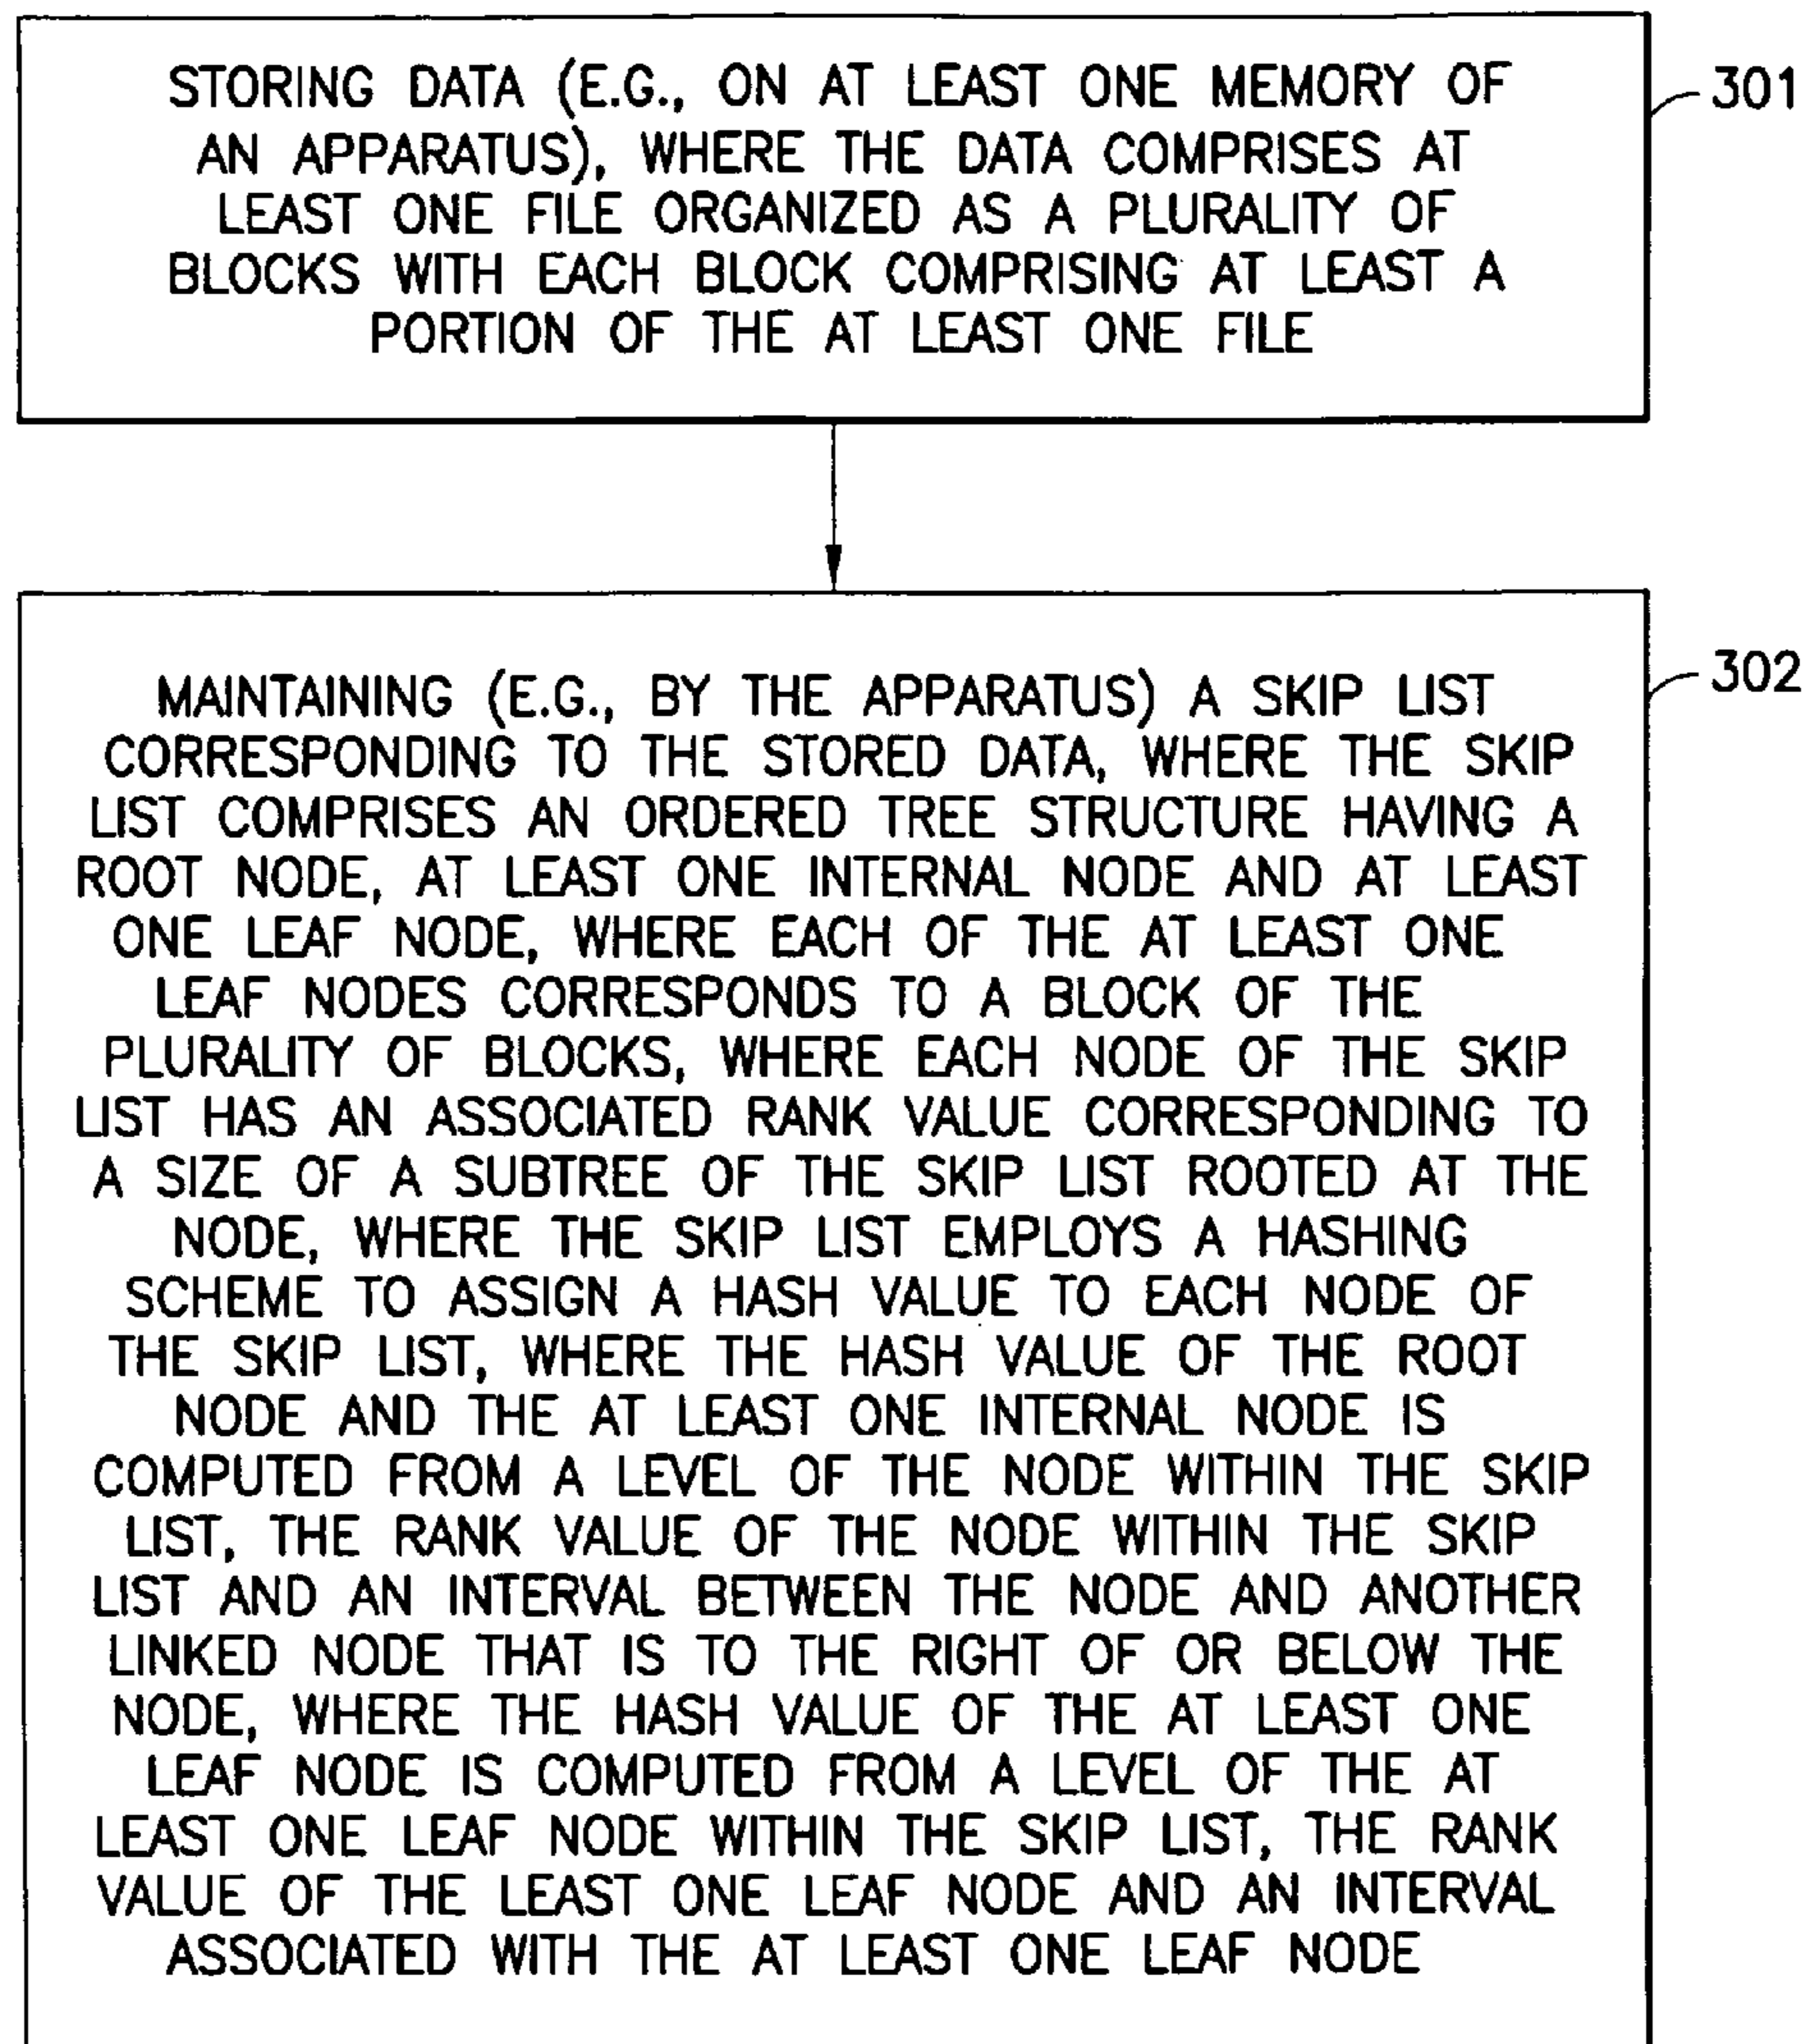 STORING DATA (E.G., ON AT LEAST ONE MEMORY OF
AN APPARATUS), WHERE THE DATA COMPRISES AT
LEAST ONE FILE ORGANIZED AS A PLURALITY OF
BLOCKS WITH EACH BLOCK COMPRISING AT LEAST A
PORTION OF THE AT LEAST ONE FILE
301
MAINTAINING (E.G., BY THE APPARATUS) A SKIP LIST
CORRESPONDING TO THE STORED DATA, WHERE THE SKIP
LIST COMPRISES AN ORDERED TREE STRUCTURE HAVING A
ROOT NODE, AT LEAST ONE INTERNAL NODE AND AT LEAST
ONE LEAF NODE, WHERE EACH OF THE AT LEAST ONE
LEAF NODES CORRESPONDS TO A BLOCK OF THE
PLURALITY OF BLOCKS, WHERE EACH NODE OF THE SKIP
LIST HAS AN ASSOCIATED RANK VALUE CORRESPONDING TO
A SIZE OF A SUBTREE OF THE SKIP LIST ROOTED AT THE
NODE, WHERE THE SKIP LIST EMPLOYS A HASHING
SCHEME TO ASSIGN A HASH VALUE TO EACH NODE OF
THE SKIP LIST, WHERE THE HASH VALUE OF THE ROOT
NODE AND THE AT LEAST ONE INTERNAL NODE IS
COMPUTED FROM A LEVEL OF THE NODE WITHIN THE SKIP
LIST, THE RANK VALUE OF THE NODE WITHIN THE SKIP
LIST AND AN INTERVAL BETWEEN THE NODE AND ANOTHER
LINKED NODE THAT IS TO THE RIGHT OF OR BELOW THE
NODE, WHERE THE HASH VALUE OF THE AT LEAST ONE
LEAF NODE IS COMPUTED FROM A LEVEL OF THE AT
LEAST ONE LEAF NODE WITHIN THE SKIP LIST, THE RANK
VALUE OF THE LEAST ONE LEAF NODE AND AN INTERVAL
ASSOCIATED WITH THE AT LEAST ONE LEAF NODE
302